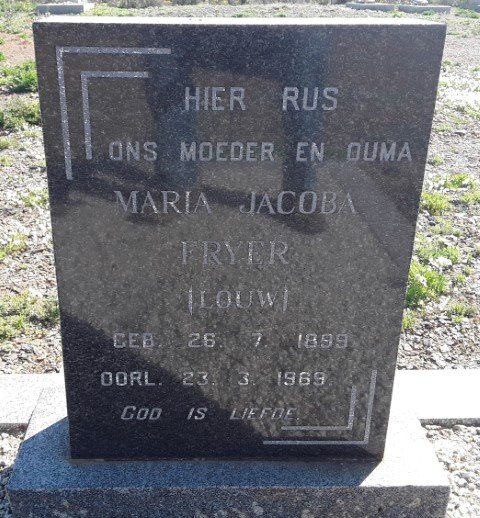 HIER RUS
ONS MOEDER EN OUMA
MARIA JACOBA
FRYER
[LOUW]
GEB. 26. 7. 1899.
OORL. 23. 3. 1969.
GOD IS LIEFDE.